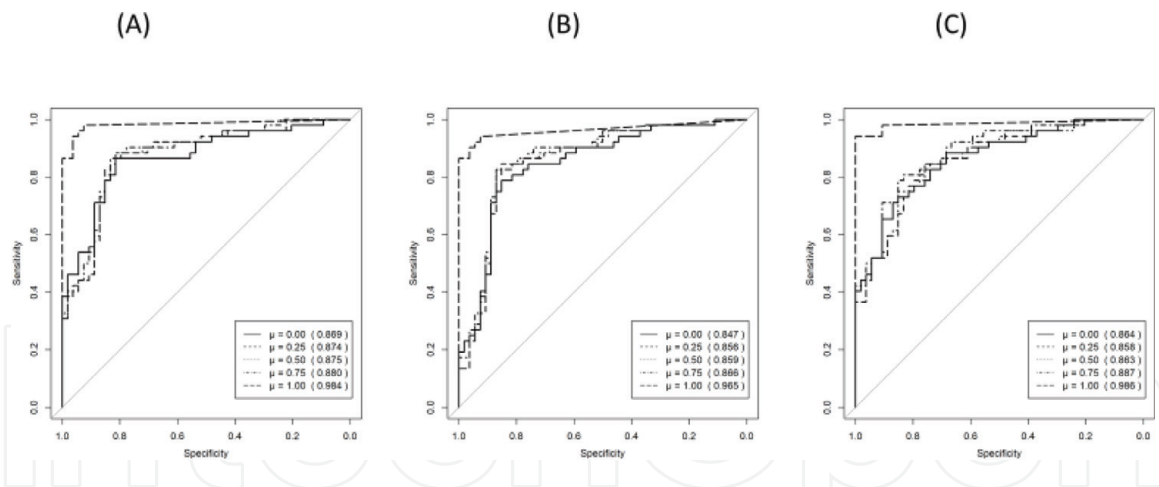 (A)
(B)
(C)
1.0
0.8
0.6
0.4
0.2
0.0
Sensitivity
μ = 0.00 ( 0.869 )
μ = 0.25 ( 0.874 )
μ = 0.50 ( 0.875 )
μ = 0.75 ( 0.880 )
μ = 1.00 ( 0.984 )
1.0 0.8 0.6 0.4 0.2 0.0
Specificity
1.0
0.8
0.6
0.4
0.2
0.0
Sensitivity
μ = 0.00 ( 0.847 )
μ = 0.25 ( 0.856 )
μ = 0.50 ( 0.859 )
μ = 0.75 ( 0.866 )
μ = 1.00 ( 0.965 )
1.0 0.8 0.6 0.4 0.2 0.0
Specificity
1.0
0.8
0.6
0.4
0.2
0.0
Sensitivity
μ = 0.00 ( 0.864 )
μ = 0.25 ( 0.858 )
μ = 0.50 ( 0.883 )
μ = 0.75 ( 0.887 )
μ = 1.00 ( 0.986 )
1.0 0.8 0.6 0.4 0.2 0.0
Specificity